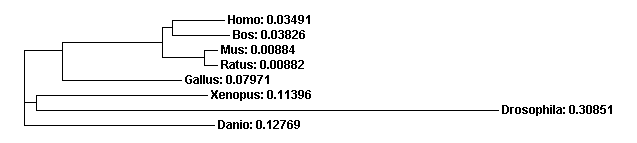 Homo: 0.03491
Bos: 0.03826
Mus: 0.00884
Ratus: 0.00882
Gallus: 0.07971
Xenopus: 0.11396
Drosophila: 0.30851
Danio: 0.12769